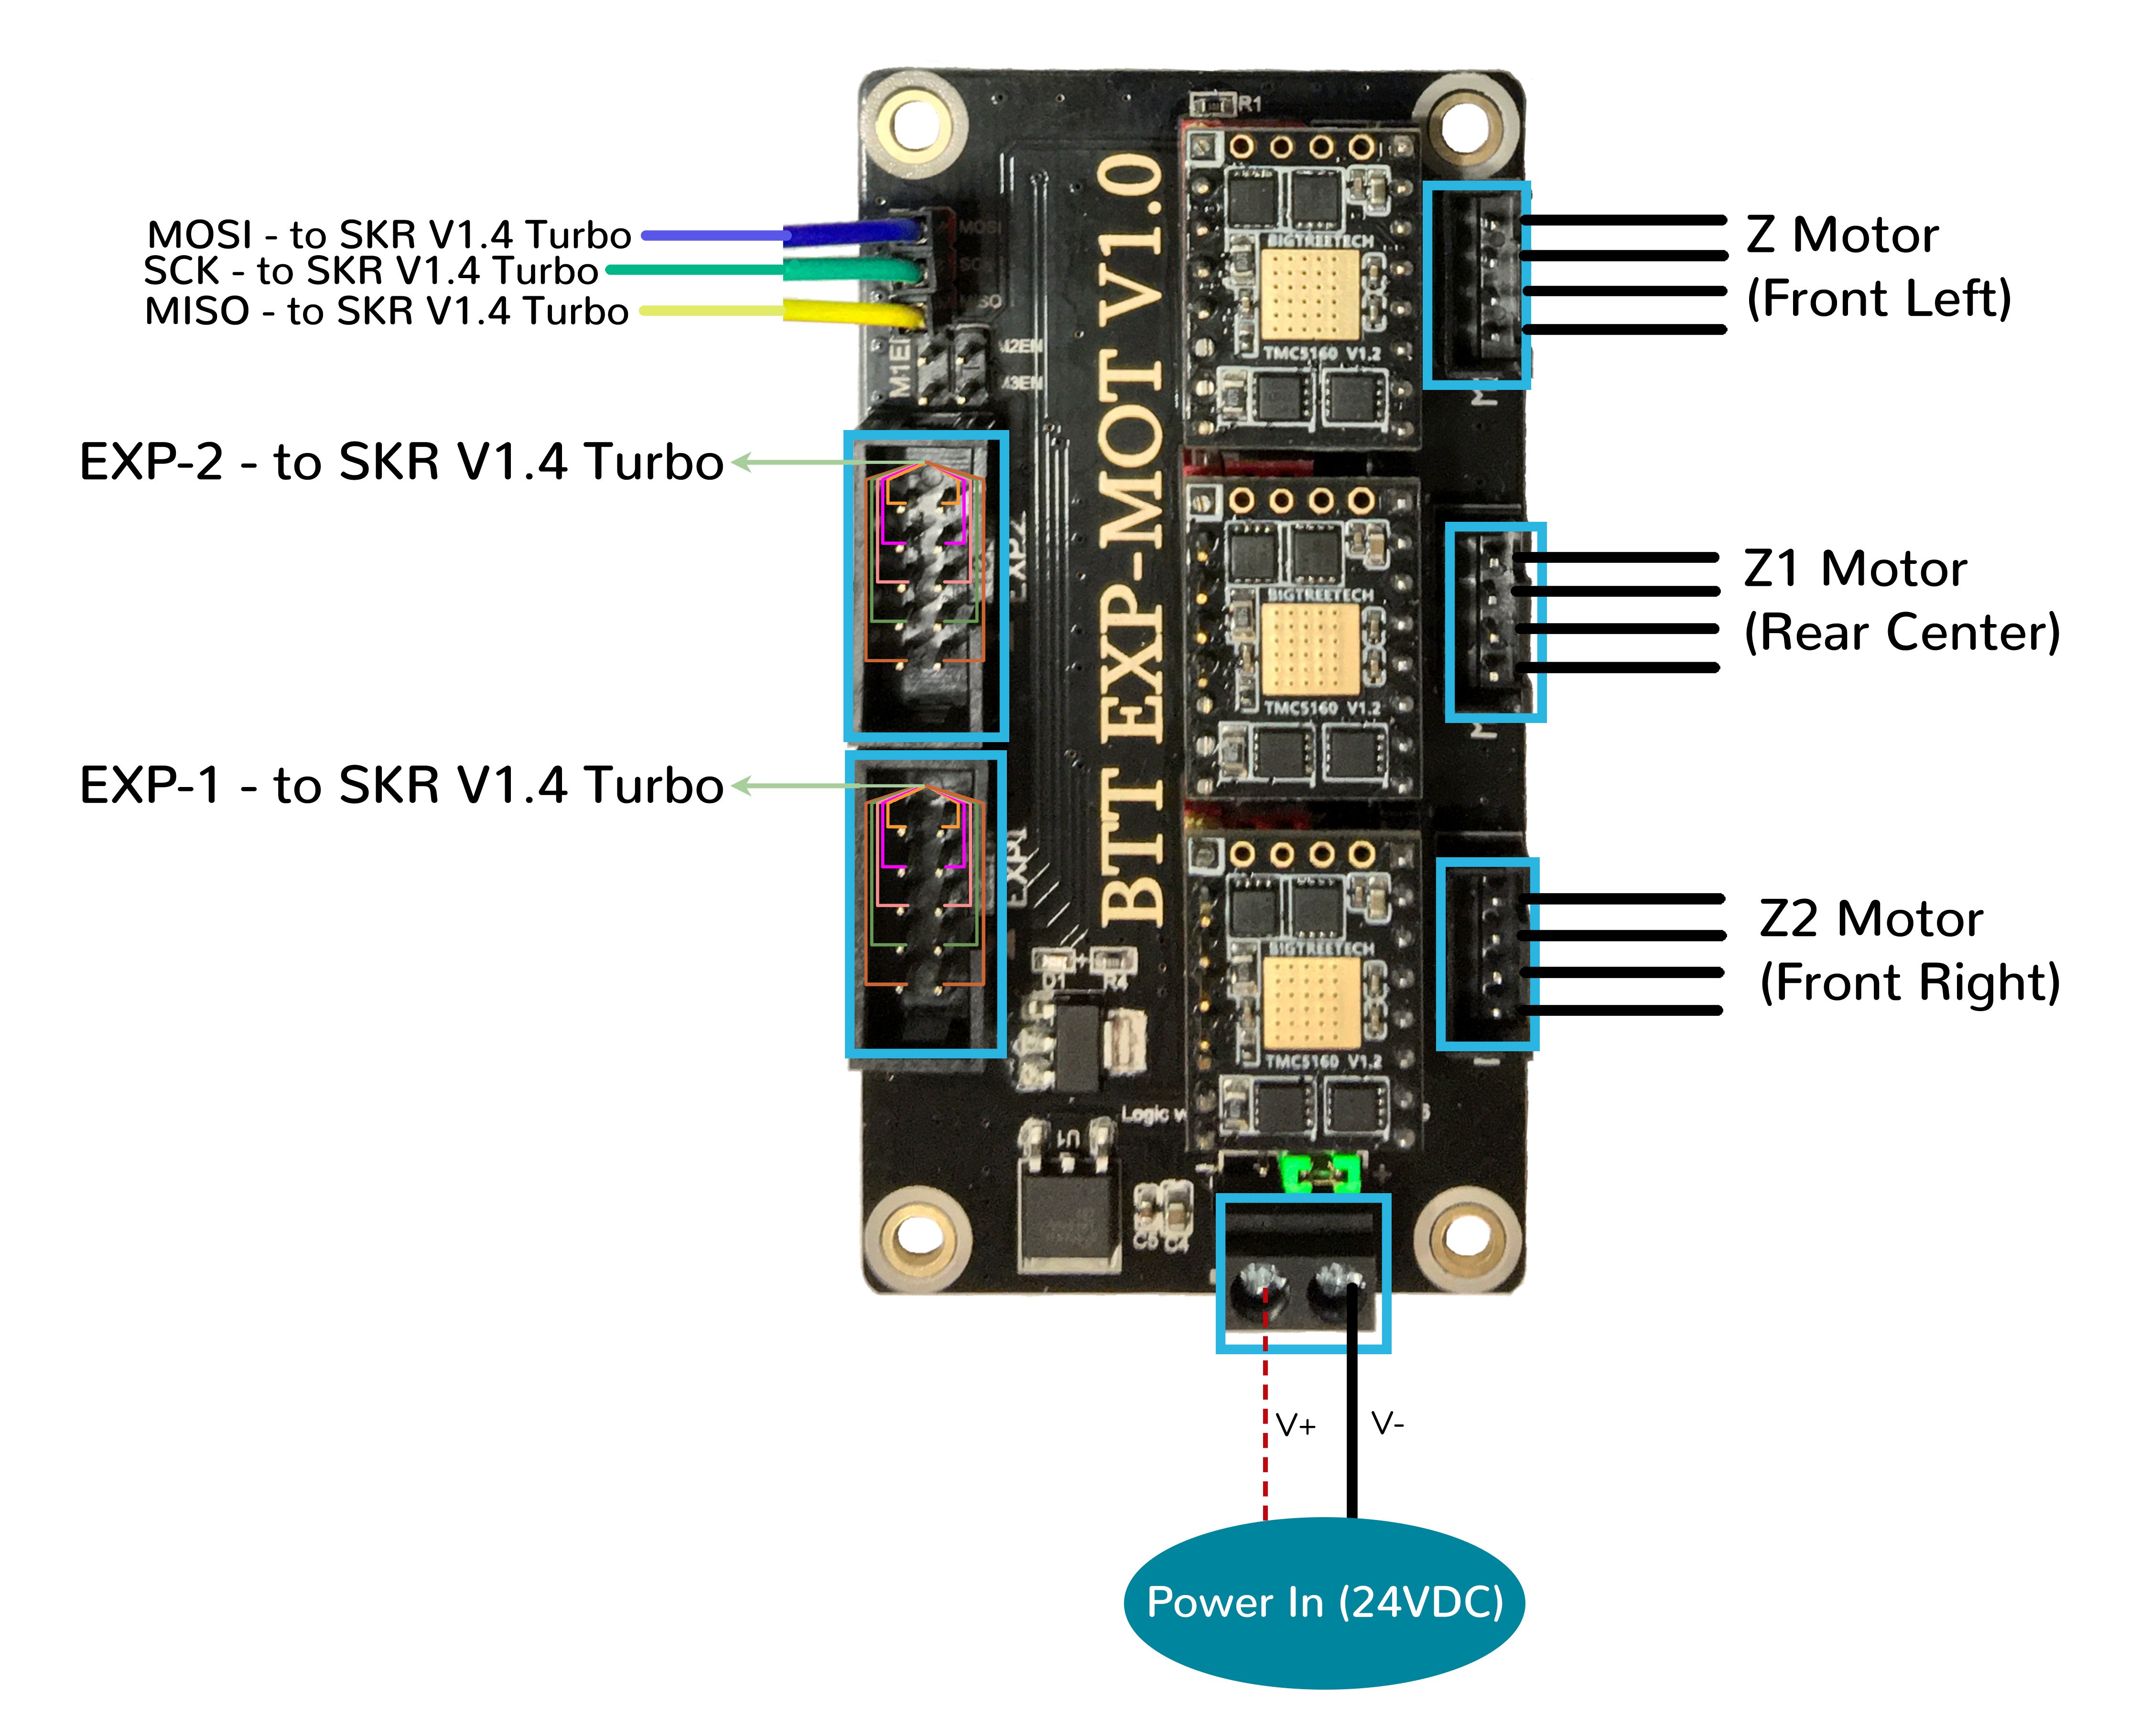 R1
MOSI - to SKR V1.4 Turbo
SCK - to SKR V1.4 Turbo
MISO - to SKR V1.4 Turbo
MOSI
M1E
M2EN
M3EN
EXP-2 - to SKR V1.4 Turbo
EXP2
EXP-1 - to SKR V1.4 Turbo
EXP1
BTT EXP-MOT V1.0
BIGTREETECH
TMC5160 V1.2
BIGTREETECH
TMC5160 V1.2
BIGTREETECH
TMC5160 V1.2
Z Motor
(Front Left)
Z1 Motor
(Rear Center)
Z2 Motor
(Front Right)
D1
R4
Logic
U1
C5 C4
V+
V-
Power In (24VDC)